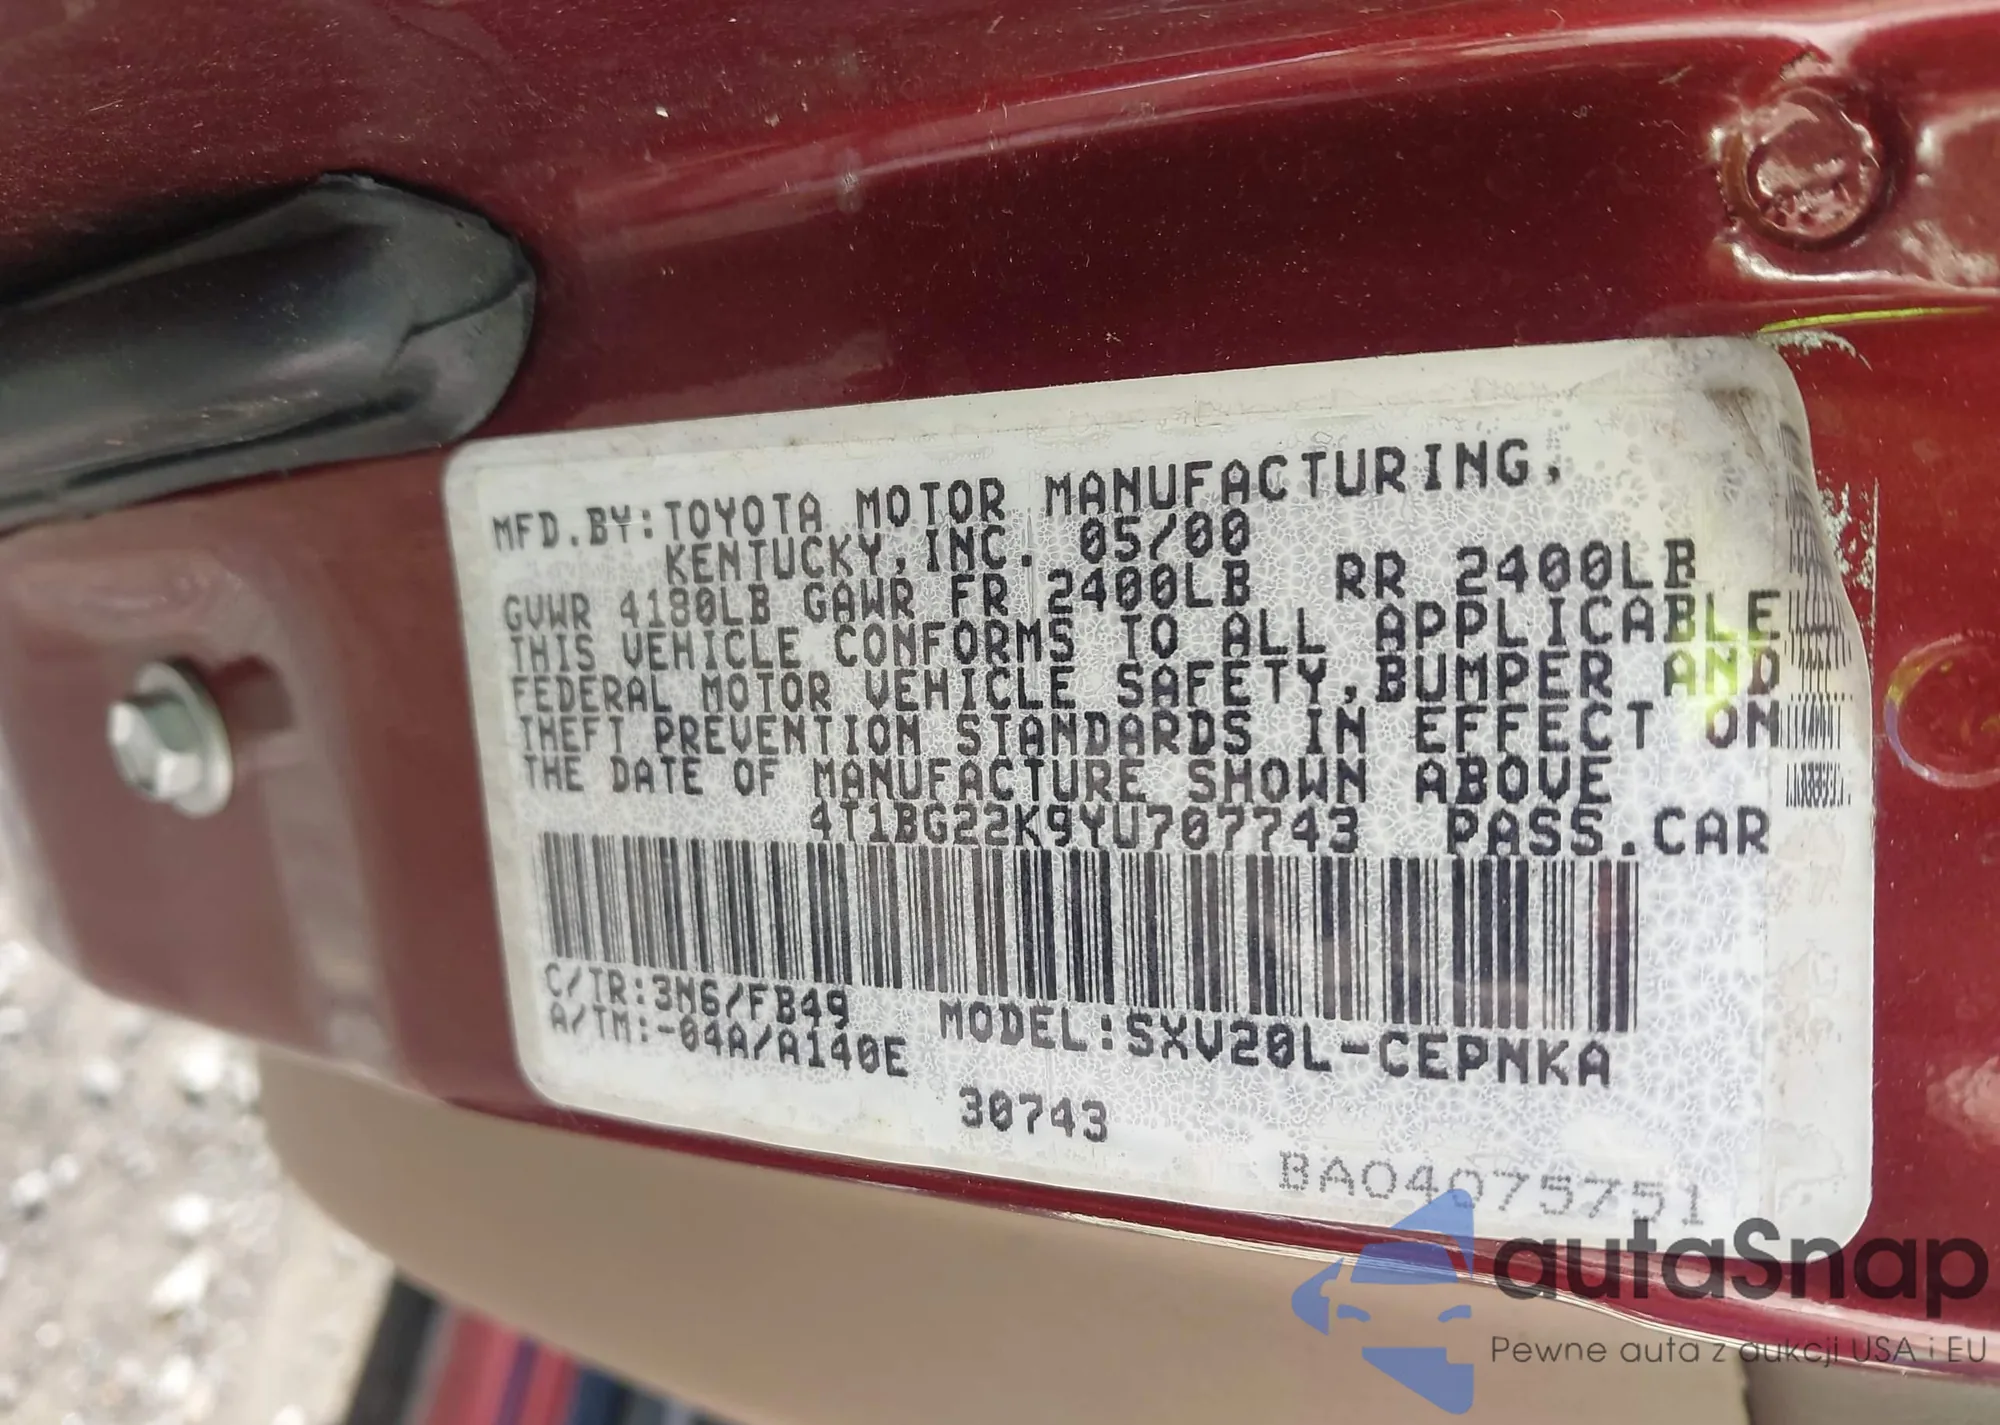 MFD.BY:TOYOTA MOTOR MANUFACTURING,
KENTUCKY,INC. 05/00
GVWR 4180LB GAWR FR 2400LB RR 2400LB
THIS VEHICLE CONFORMS TO ALL APPLICABLE
FEDERAL MOTOR VEHICLE SAFETY,BUMPER AND
THEFT PREVENTION STANDARDS IN EFFECT ON
THE DATE OF MANUFACTURE SHOWN ABOVE
4T1BG22K9YU707743 PASS.CAR
C/TR:3N6/FB49
A/TM:-04A/A140E
MODEL:SXV20L-CEPNKA
30743
BA04075751
autaSnap
Pewne auta z aukcji USA i EU